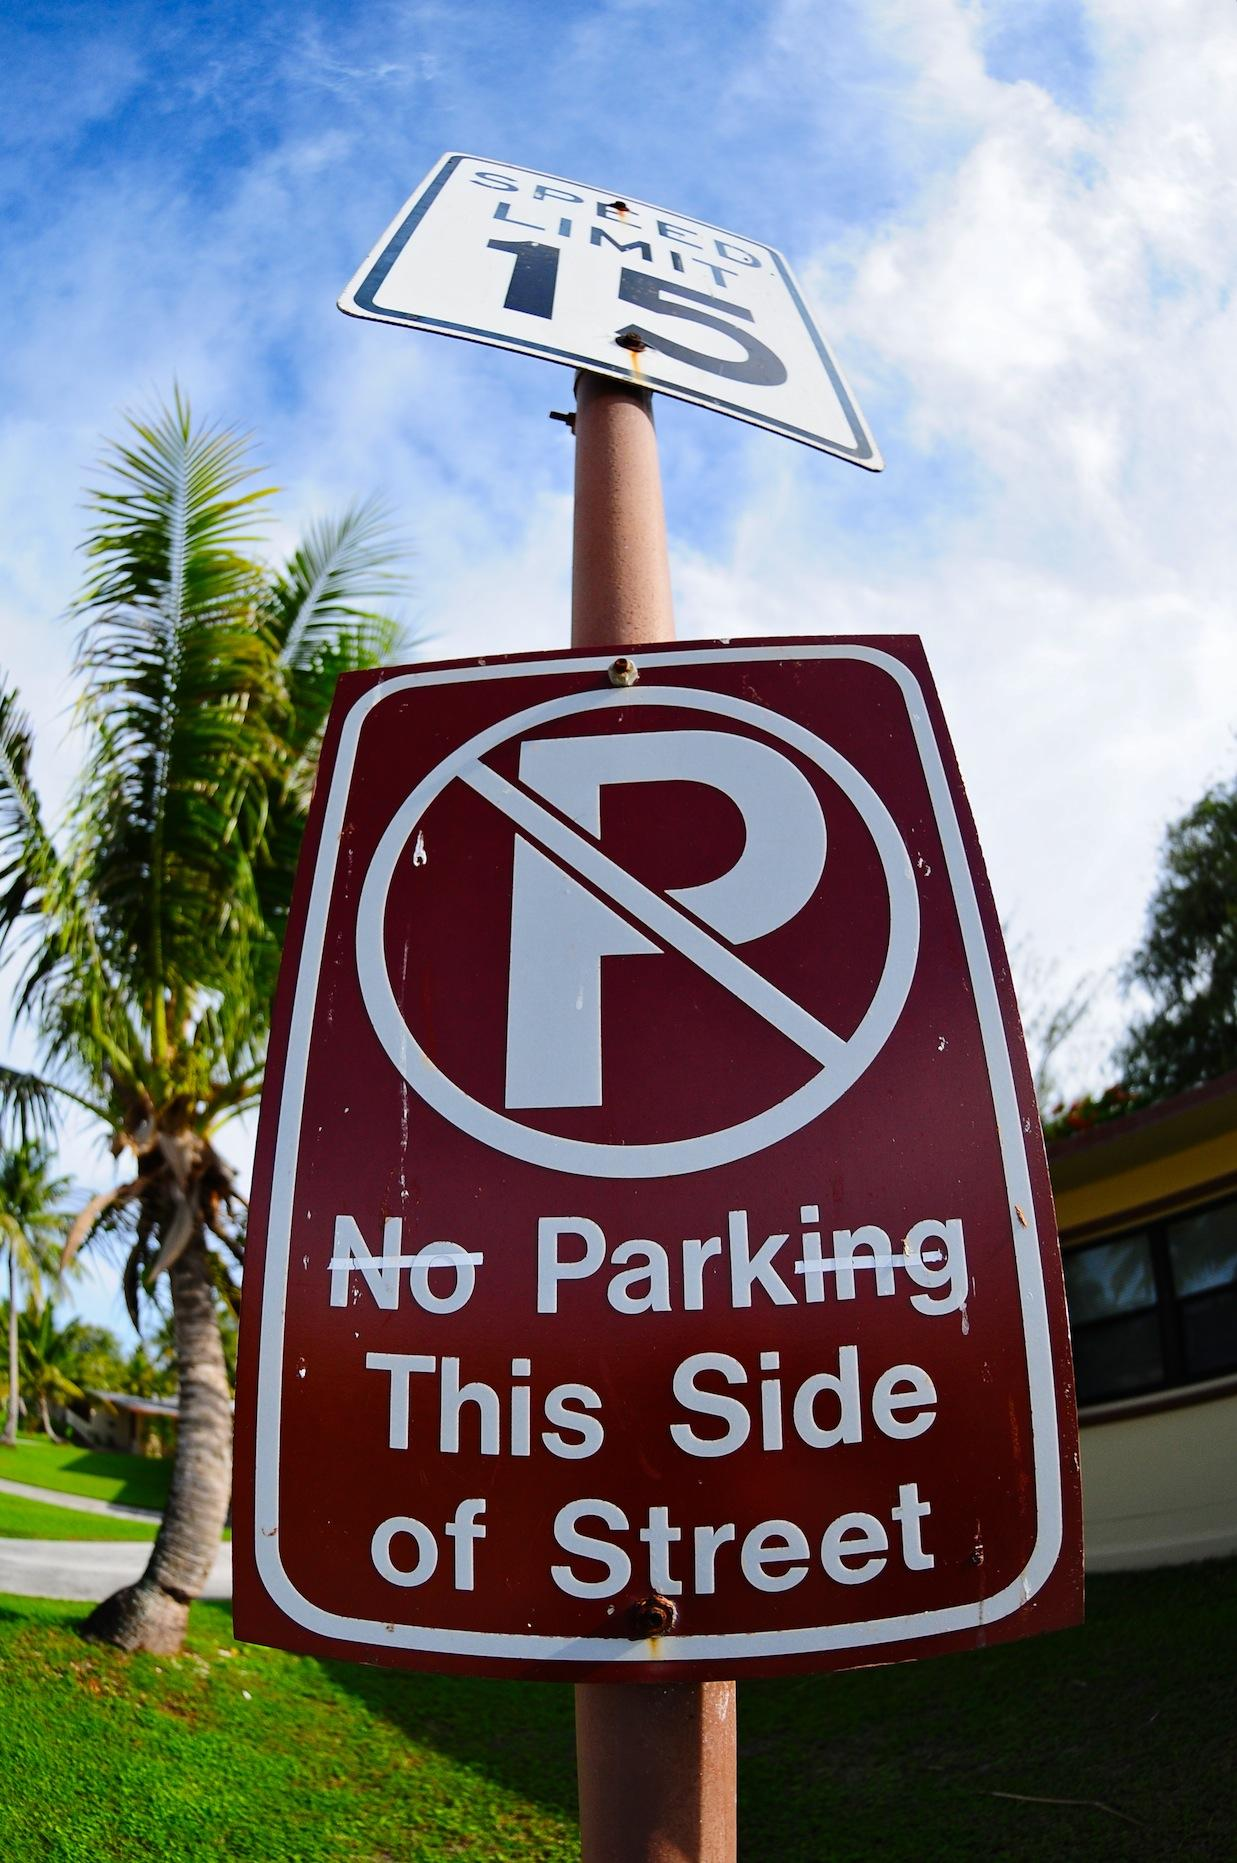 SPEED
LIMIT
15
P
No Parking
This Side
of Street